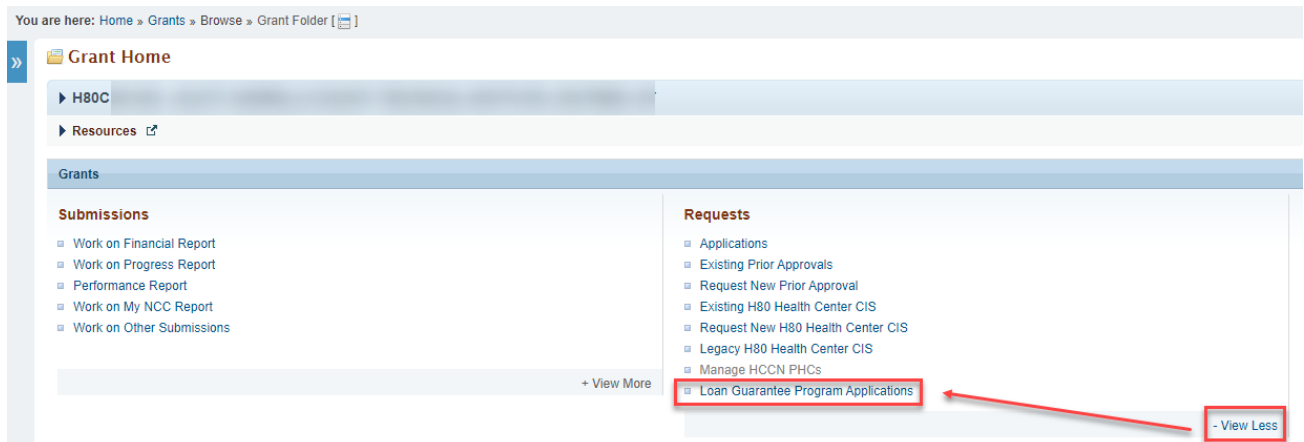 You are here: Home » Grants » Browse » Grant Folder [ ]
»
Grant Home
H80C
Resources
Grants
Submissions
Work on Financial Report
Work on Progress Report
Performance Report
Work on My NCC Report
Work on Other Submissions
+ View More
Requests
Applications
Existing Prior Approvals
Request New Prior Approval
Existing H80 Health Center CIS
Request New H80 Health Center CIS
Legacy H80 Health Center CIS
Manage HCCN PHCs
Loan Guarantee Program Applications
- View Less